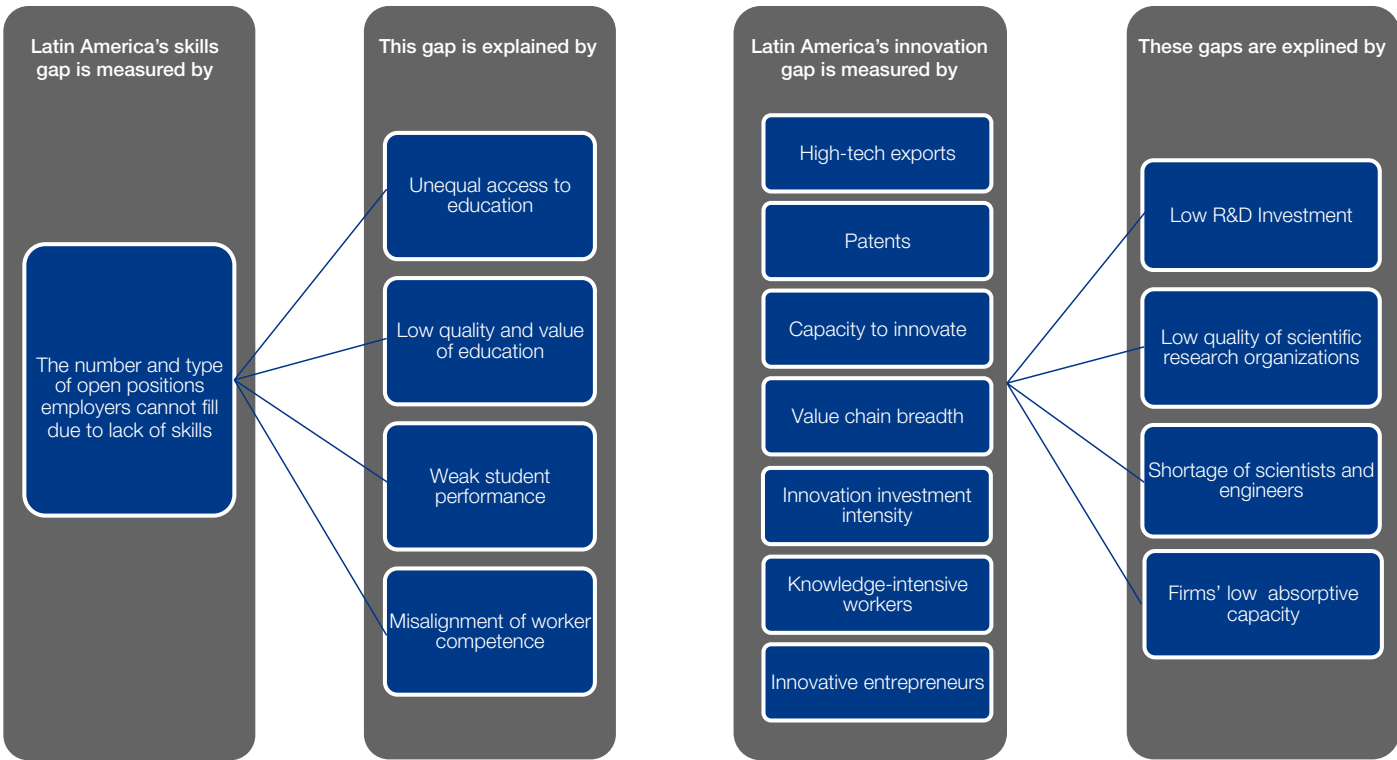 Latin America’s skills
gap is measured by
The number and type
of open positions
employers cannot fill
due to lack of skills
This gap is explained by
Unequal access to
education
Low quality and value
of education
Weak student
performance
Misalignment of worker
competence
Latin America’s innovation
gap is measured by
High-tech exports
Patents
Capacity to innovate
Value chain breadth
Innovation investment
intensity
Knowledge-intensive
workers
Innovative entrepreneurs
These gaps are explined by
Low R&D Investment
Low quality of scientific
research organizations
Shortage of scientists and
engineers
Firms’ low absorptive
capacity